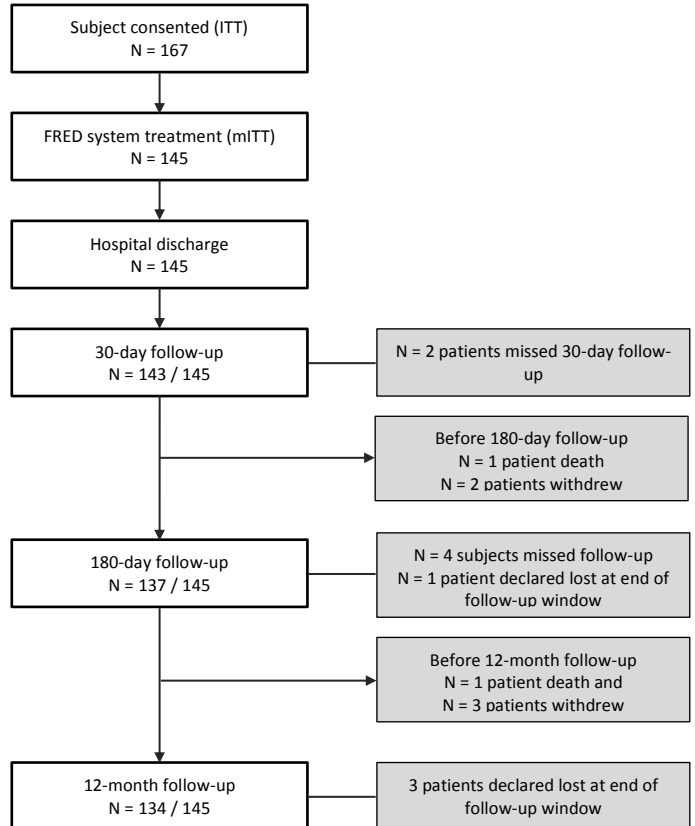 Subject consented (ITT)
N = 167
FRED system treatment (mITT)
N = 145
Hospital discharge
N = 145
30-day follow-up
N = 143 / 145
N = 2 patients missed 30-day follow-
up
Before 180-day follow-up
N = 1 patient death
N = 2 patients withdrew
180-day follow-up
N = 137 / 145
N = 4 subjects missed follow-up
N = 1 patient declared lost at end of
follow-up window
Before 12-month follow-up
N = 1 patient death and
N = 3 patients withdrew
12-month follow-up
N = 134 / 145
3 patients declared lost at end of
follow-up window